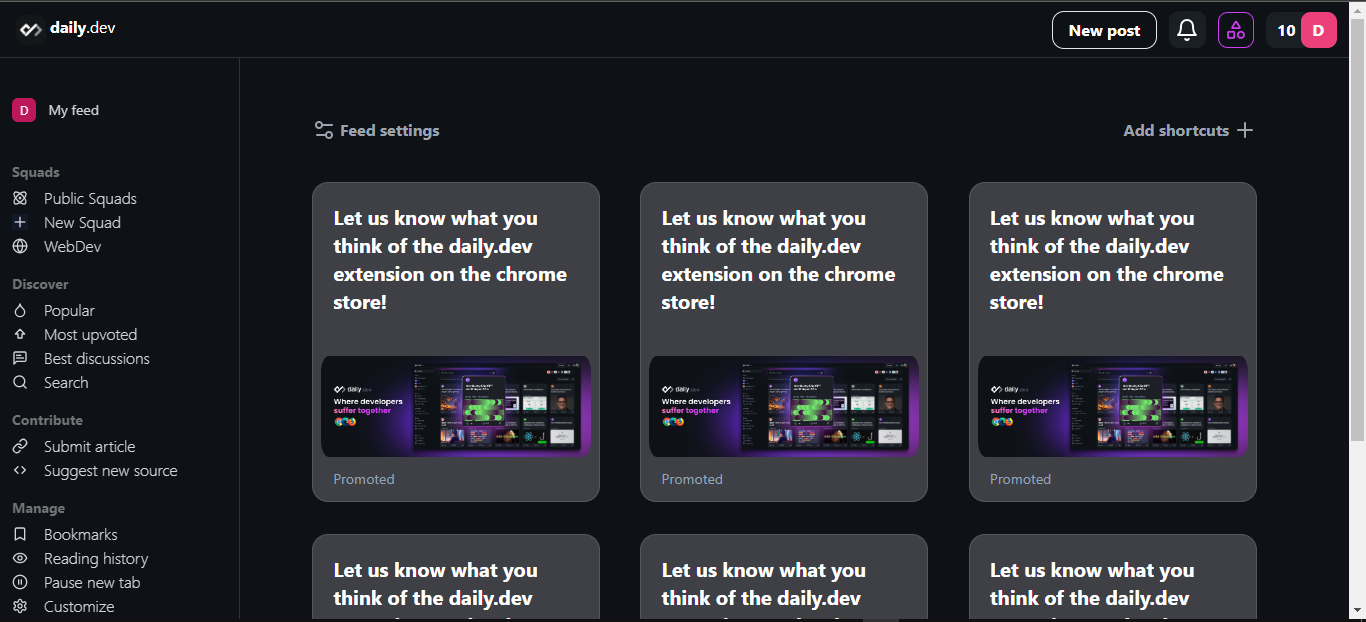 daily.dev
New post
10 D
D My feed
Squads
Public Squads
New Squad
WebDev
Discover
Popular
Most upvoted
Best discussions
Search
Contribute
Submit article
Suggest new source
Manage
Bookmarks
Reading history
Pause new tab
Customize
Feed settings
Add shortcuts
Let us know what you
think of the daily.dev
extension on the chrome
store!
daily.dev
Where developers
suffer together
Promoted
Let us know what you
think of the daily.dev
extension on the chrome
store!
daily.dev
Where developers
suffer together
Promoted
Let us know what you
think of the daily.dev
extension on the chrome
store!
daily.dev
Where developers
suffer together
Promoted
Let us know what you
think of the daily.dev
Let us know what you
think of the daily.dev
Let us know what you
think of the daily.dev